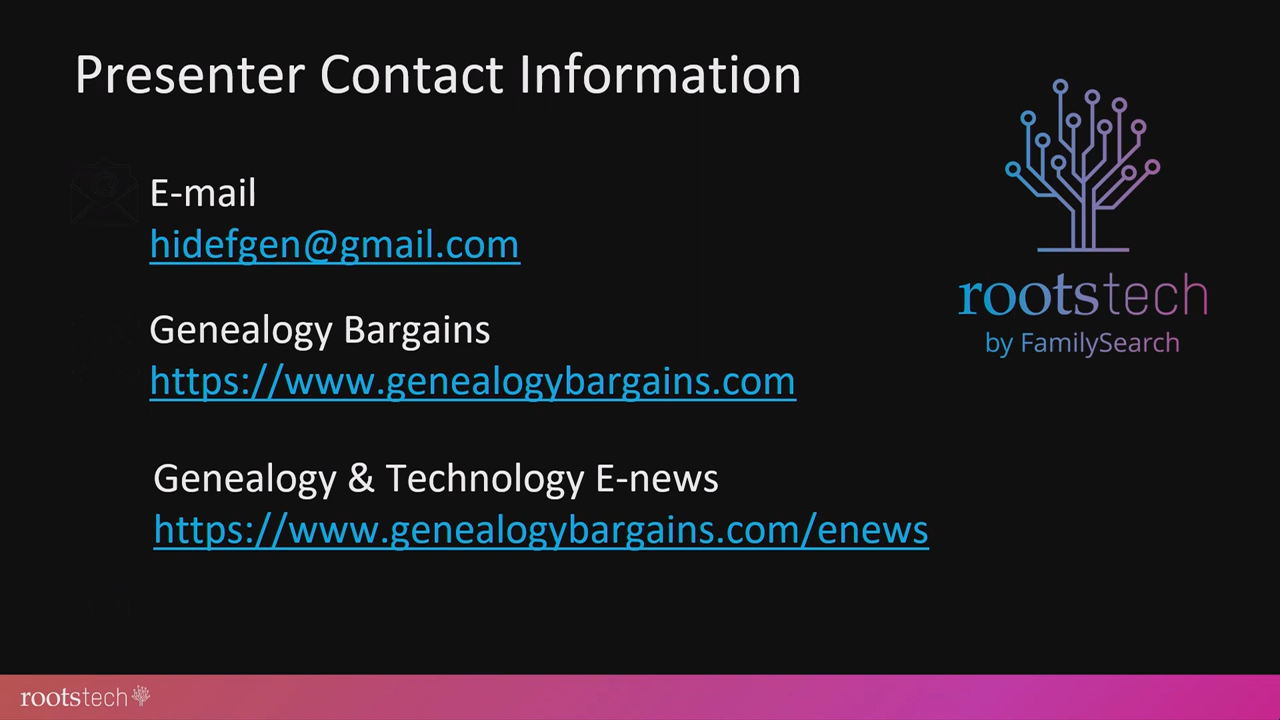 Presenter Contact Information
E-mail
hidefgen@gmail.com
Genealogy Bargains
https://www.genealogybargains.com
Genealogy & Technology E-news
https://www.genealogybargains.com/enews
rootstech
by FamilySearch
rootstech